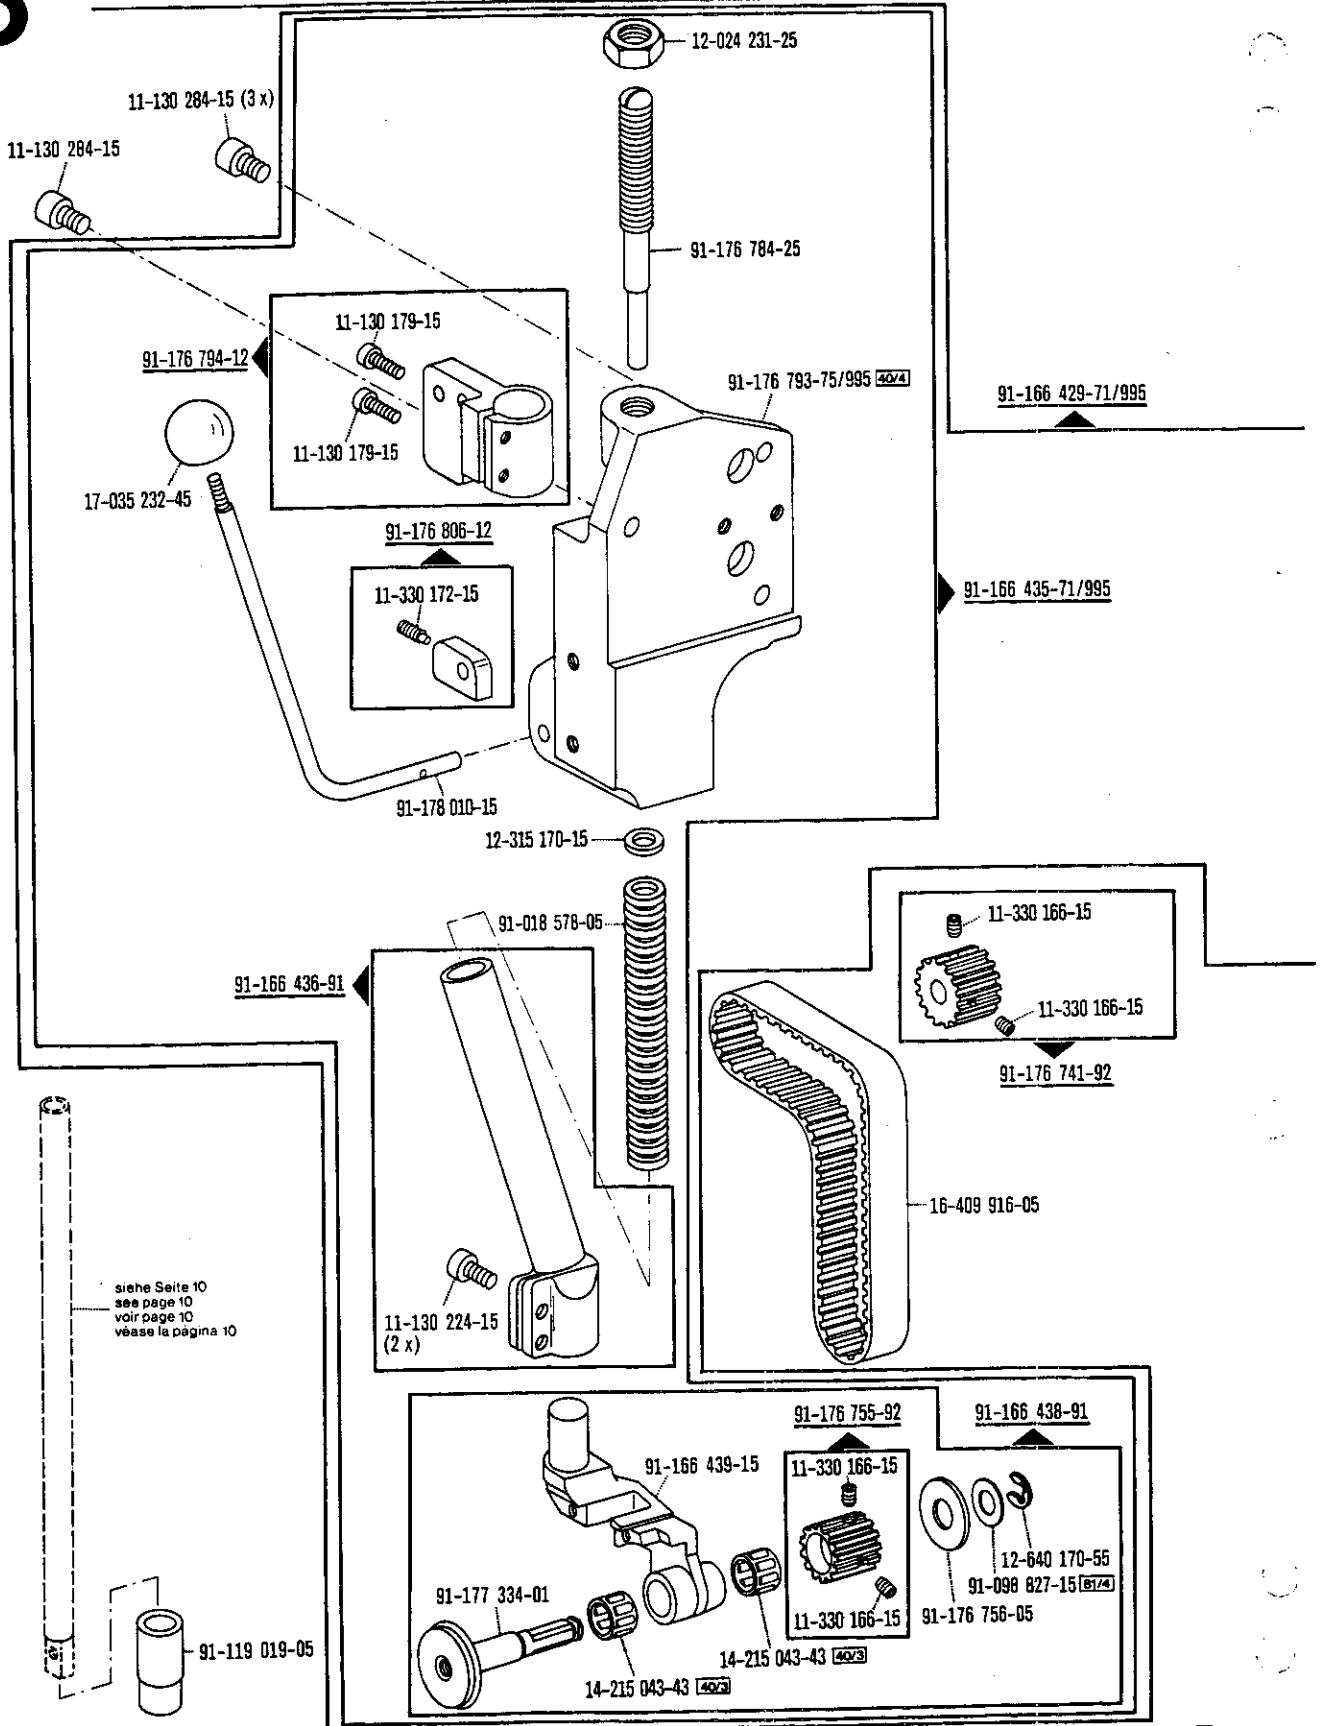 12-024 231-25
11-130 284-15 (3 x)
11-130 284-15
91-176 784-25
11-130 179-15
91-176 794-12
91-176 793-75/995 40/4
91-166 429-71/995
11-130 179-15
17-035 232-45
91-176 806-12
11-330 172-15
91-166 435-71/995
91-178 010-15
12-315 170-15
11-330 166-15
91-018 578-05
91-166 436-91
11-330 166-15
91-176 741-92
16-409 916-05
siehe Seite 10
see page 10
voir page 10
véase la página 10
11-130 224-15
(2 x)
91-176 755-92
91-166 438-91
91-166 439-15
11-330 166-15
12-640 170-55
91-098 827-15 81/4
91-177 334-01
11-330 166-15
91-176 756-05
91-119 019-05
14-215 043-43 40/3
14-215 043-43 40/3